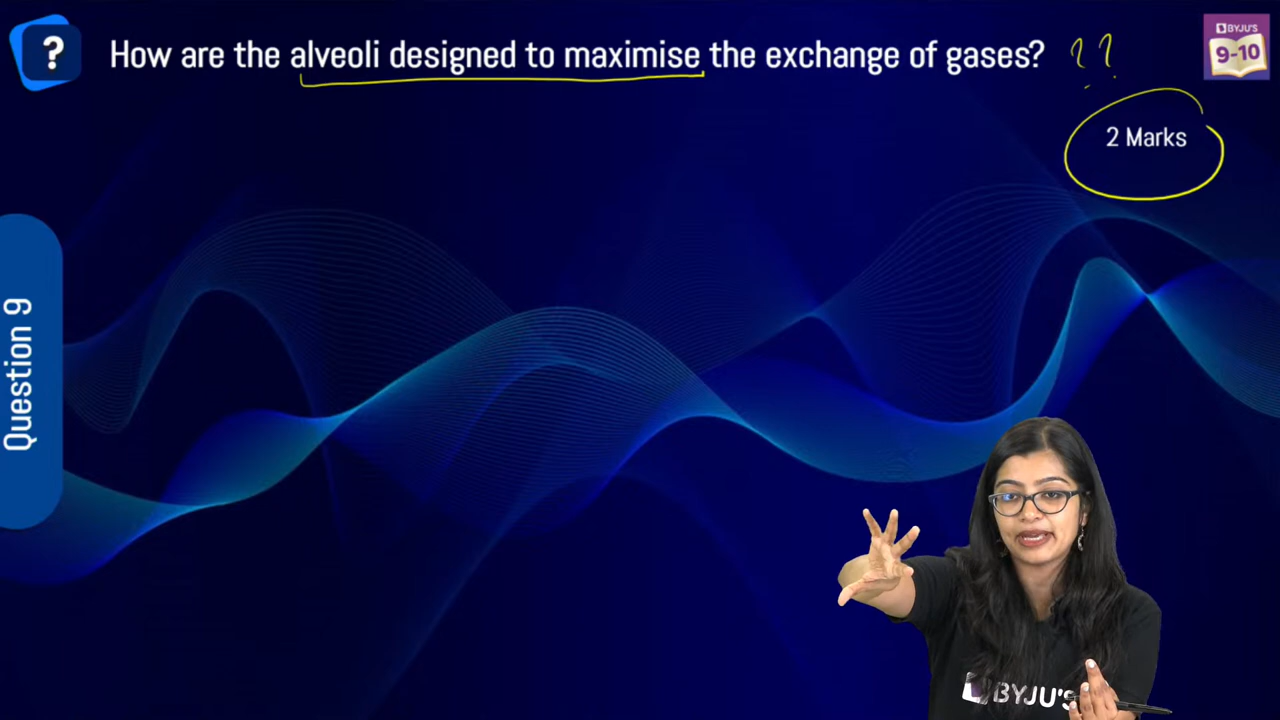 ?
How are the alveoli designed to maximise the exchange of gases? ??
BYJU'S
9-10
2 Marks
Question 9
BYJU'S